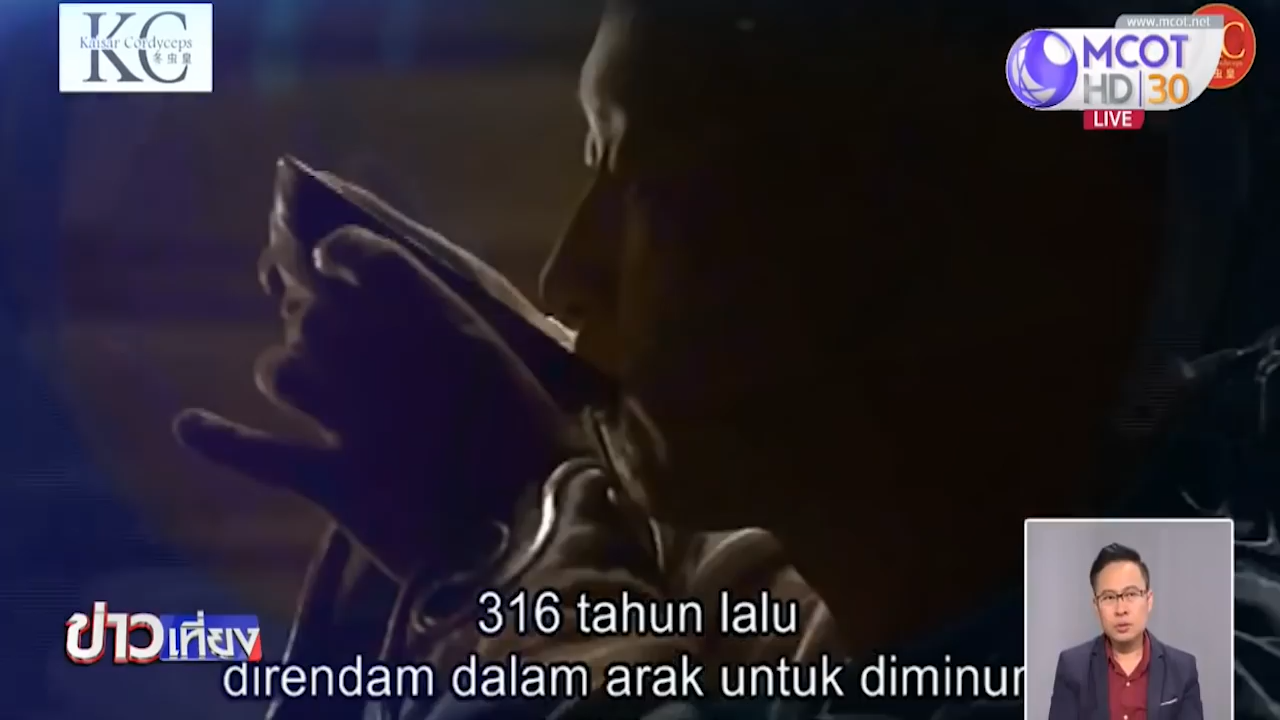 KC
Kaisar Cordyceps
冬虫皇
www.mcot.net
MCOT
HD 30
LIVE
316 tahun lalu
direndam dalam arak untuk diminu
ข่าวเที่ยง